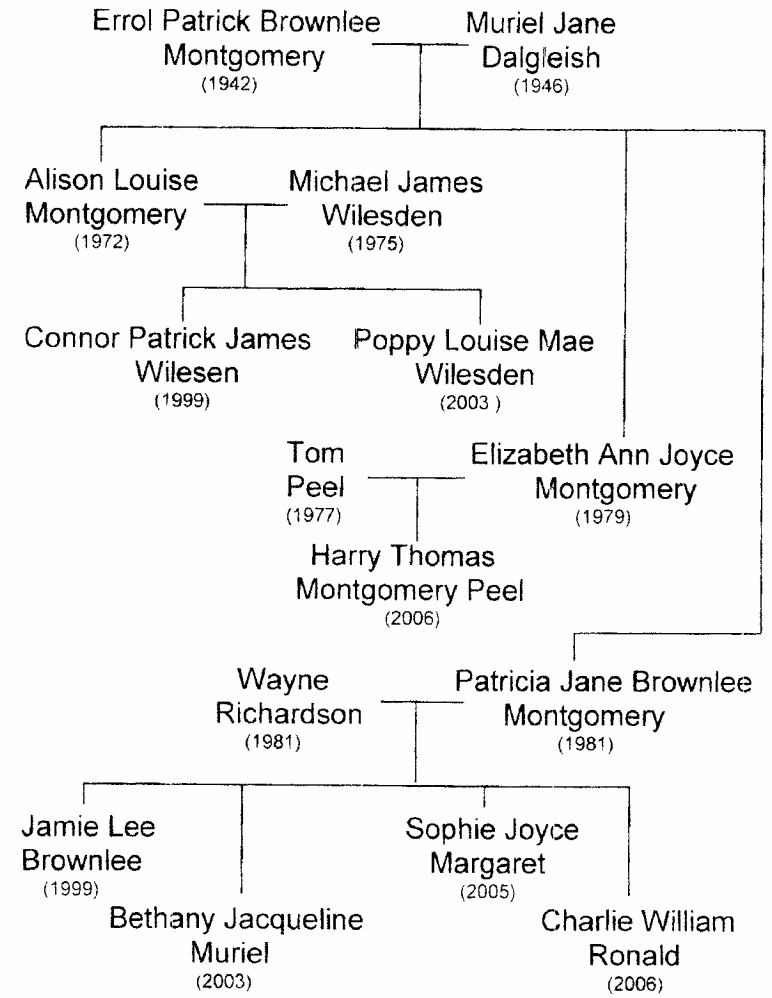 Errol Patrick Brownlee
Montgomery
(1942)
Muriel Jane
Dalgleish
(1946)
Alison Louise
Montgomery
(1972)
Michael James
Wilesden
(1975)
Connor Patrick James
Wilesen
(1999)
Poppy Louise Mae
Wilesden
(2003 )
Tom
Peel
(1977)
Elizabeth Ann Joyce
Montgomery
(1979)
Harry Thomas
Montgomery Peel
(2006)
Wayne
Richardson
(1981)
Patricia Jane Brownlee
Montgomery
(1981)
Jamie Lee
Brownlee
(1999)
Sophie Joyce
Margaret
(2005)
Bethany Jacqueline
Muriel
(2003)
Charlie William
Ronald
(2006)